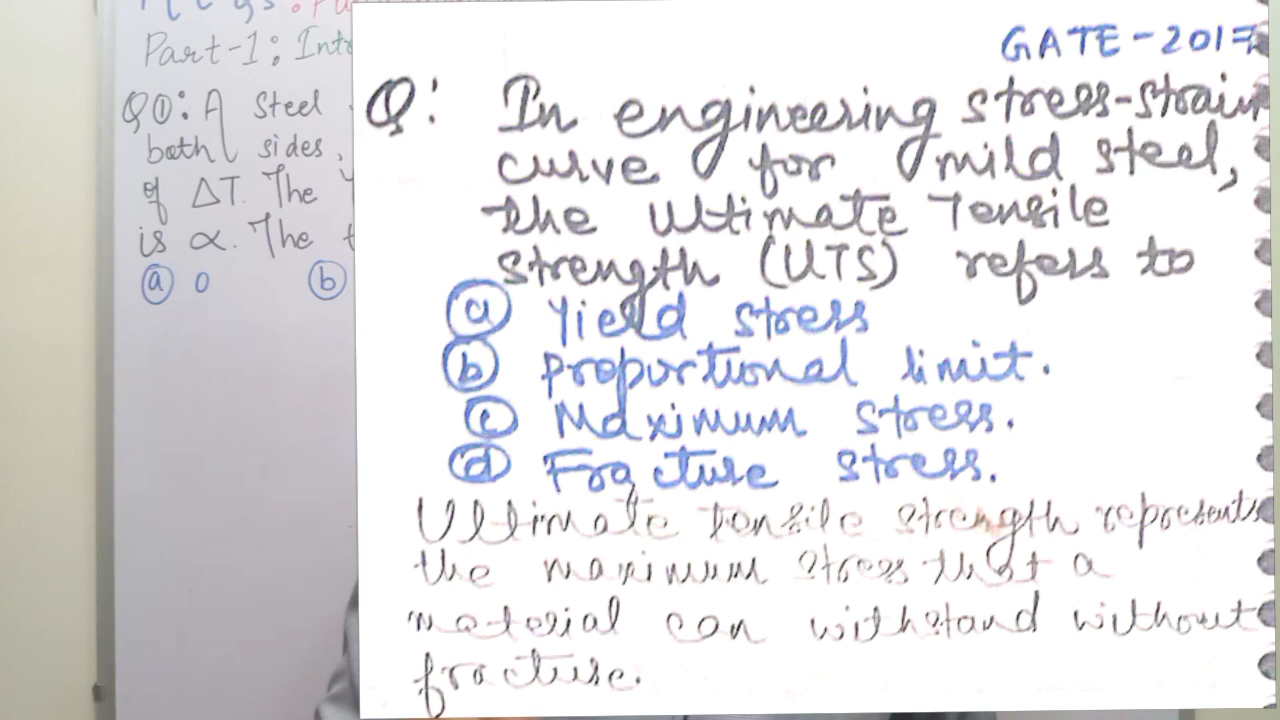 Part-1: Int
Q①: A Steel
both sides,
of ΔT. The
is α. The
ⓐ 0 ⓑ
GATE-2017
Q: In engineering stress-strain
curve for mild steel,
the Ultimate Tensile
strength (UTS) refers to
ⓐ Yield stress
ⓑ proportional limit.
ⓒ Maximum stress.
ⓓ Fracture stress.
Ultimate tensile strength represents
the maximum stress that a
material can withstand without
fracture.